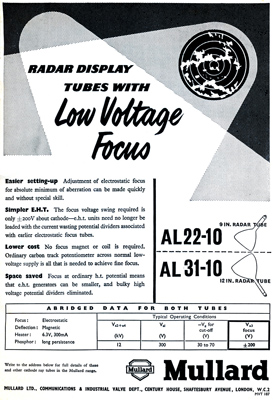 RADAR DISPLAY
TUBES WITH
Low Voltage
Focus
Easier setting-up Adjustment of electrostatic focus
for absolute minimum of aberration can be made quickly
and without special skill.
Simpler E.H.T. The focus voltage swing required is
only ±200V about cathode—e.h.t. units need no longer be
loaded with the current wasting potential dividers associated
with earlier electrostatic focus tubes.
Lower cost No focus magnet or coil is required,
Ordinary carbon track potentiometer across normal low-
voltage supply is all that is needed to achieve fine focus.
Space saved Focus at ordinary h.t. potential means
that e.h.t. generators can be smaller, and bulky high
voltage potential dividers eliminated.
9 IN. RADAR TUBE
AL22-10
AL31-10
12 IN. RADAR TUBE
ABRIDGED DATA FOR BOTH TUBES
Focus: Electrostatic
Deflection: Magnetic
Heater: 6.3V, 300mA
Phosphor: long persistence
Typical Operating Conditions
(kV) (V) cut-off (V) (V)
12 300 30 to 70 ±200
Write to the address below for full details of these
and other cathode ray tubes in the Mullard range.
Mullard
Mullard
MULLARD LTD., COMMUNICATIONS & INDUSTRIAL VALVE DEPT., CENTURY HOUSE, SHAFTESBURY AVENUE, LONDON, W.C.2